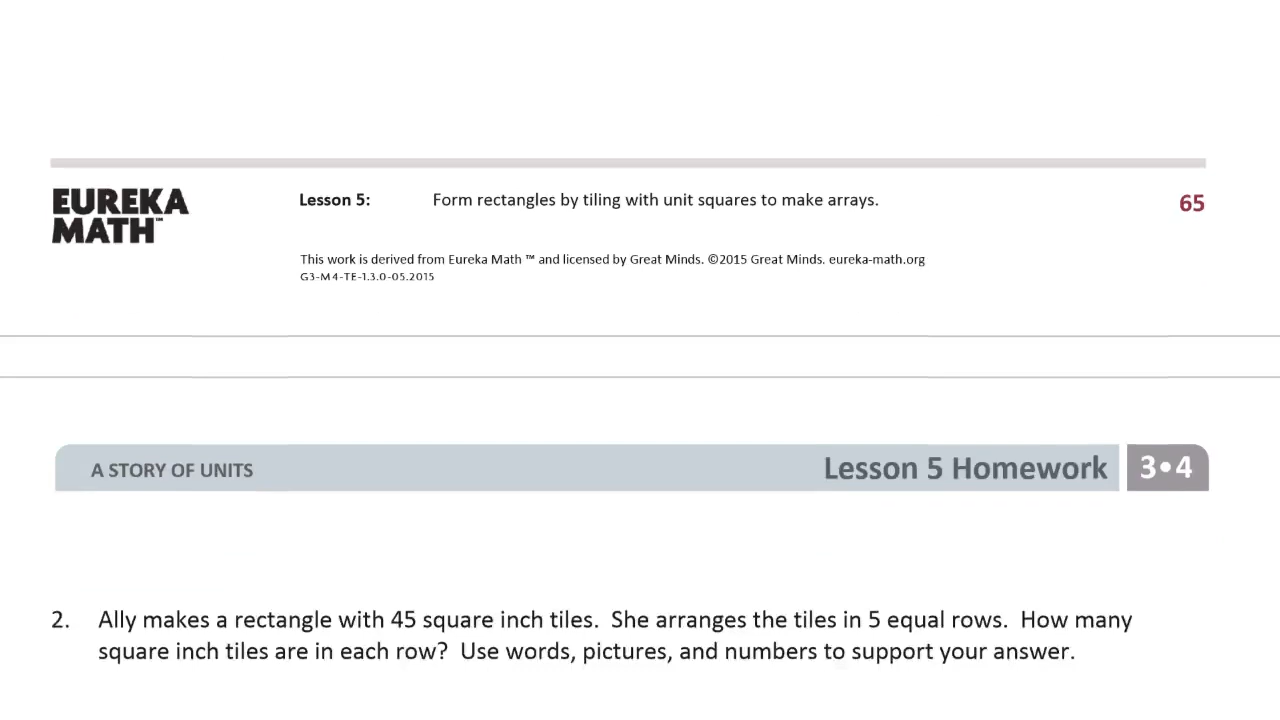 EUREKA
MATH™
Lesson 5: Form rectangles by tiling with unit squares to make arrays.
65
This work is derived from Eureka Math ™ and licensed by Great Minds. ©2015 Great Minds. eureka-math.org
G3-M4-TE-1.3.0-05.2015
A STORY OF UNITS
Lesson 5 Homework 3•4
2. Ally makes a rectangle with 45 square inch tiles. She arranges the tiles in 5 equal rows. How many
square inch tiles are in each row? Use words, pictures, and numbers to support your answer.